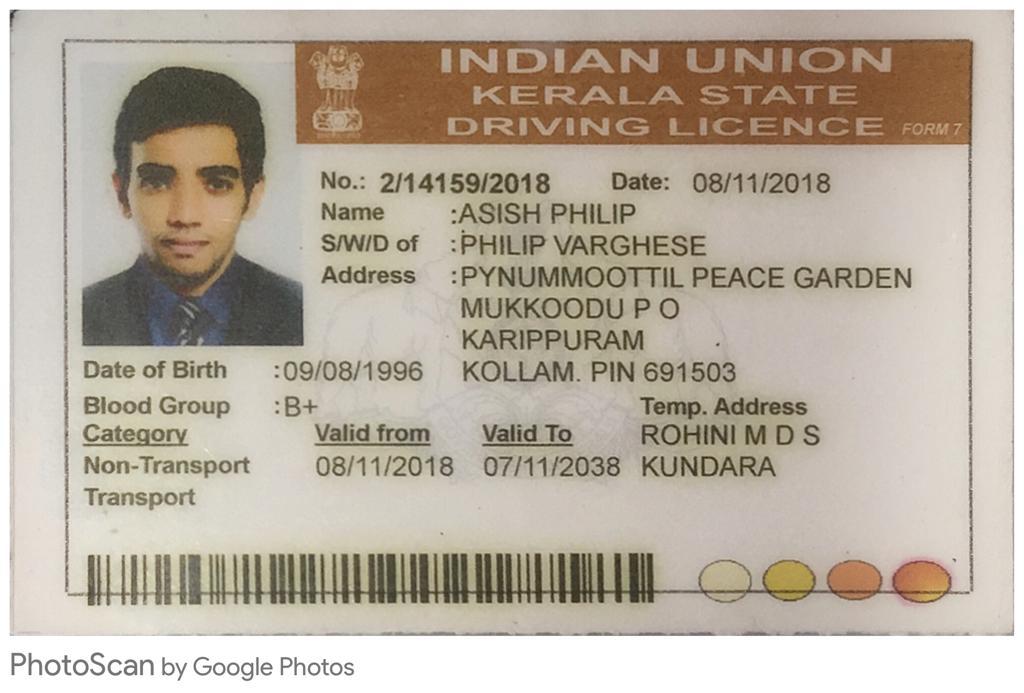 INDIAN UNION
KERALA STATE
DRIVING LICENCE FORM 7
No.: 2/14159/2018 Date: 08/11/2018
Name :ASISH PHILIP
S/W/D of :PHILIP VARGHESE
Address :PYNUMMOOTTIL PEACE GARDEN
MUKKOODU P O
KARIPPURAM
Date of Birth :09/08/1996 KOLLAM. PIN 691503
Blood Group :B+ Temp. Address
Category Valid from Valid To ROHINI M D S
Non-Transport 08/11/2018 07/11/2038 KUNDARA
Transport
PhotoScan by Google Photos